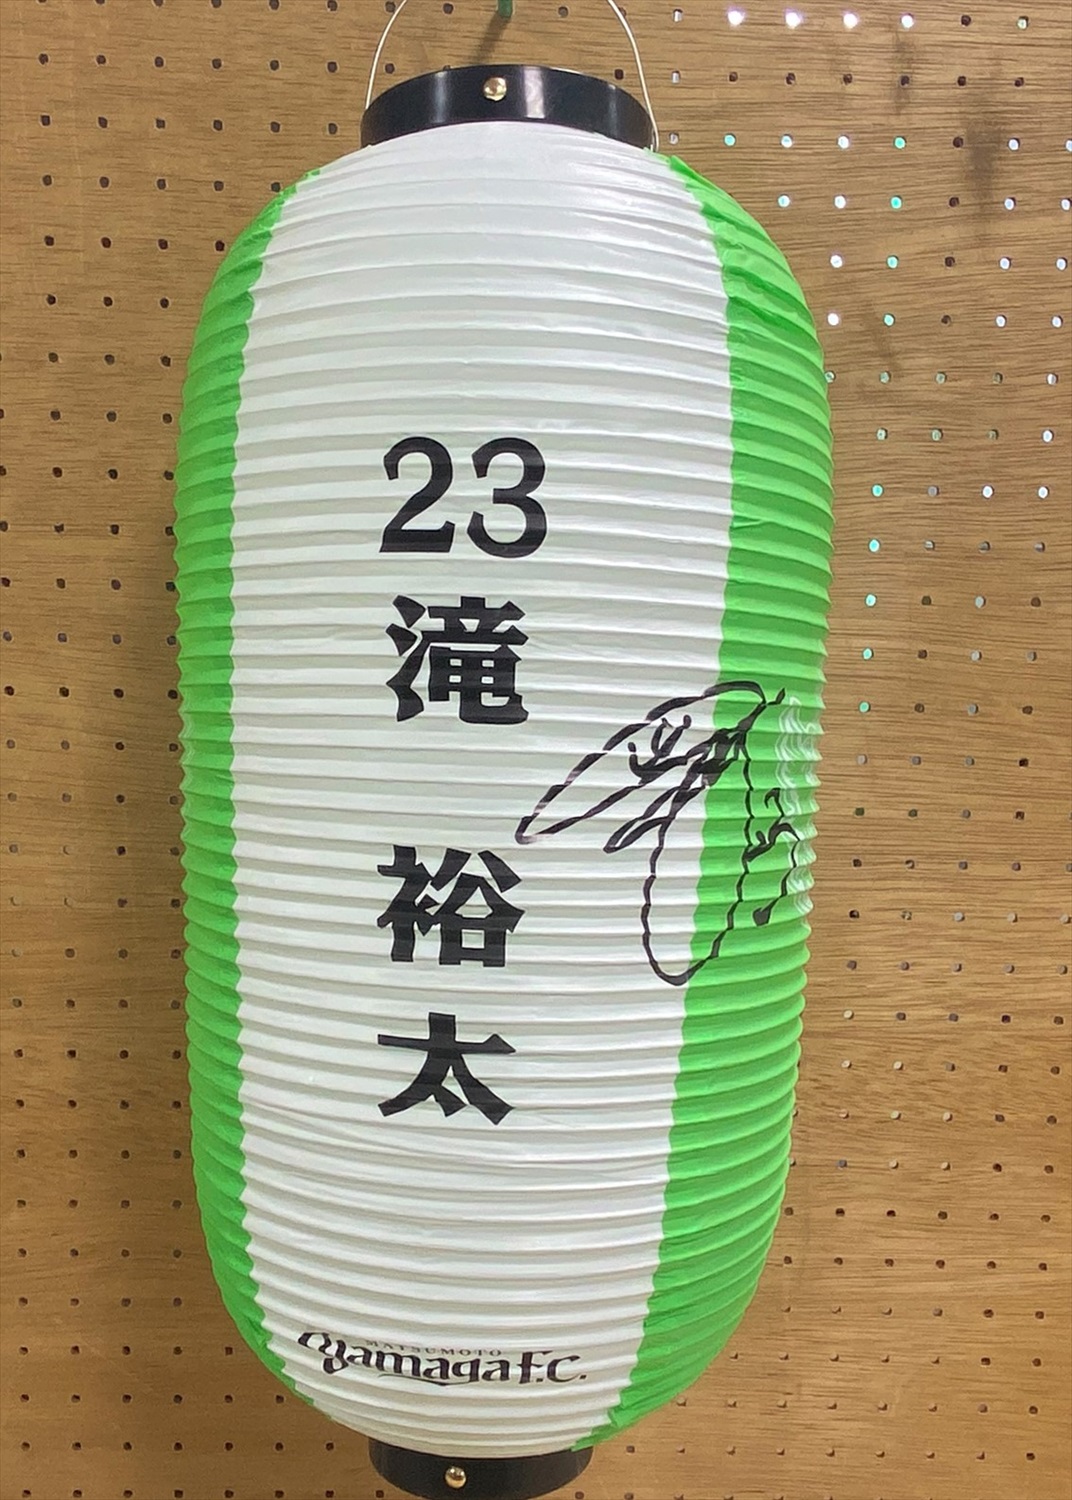 23
滝
裕
太
MATSUMOTO
yamaga F.C.